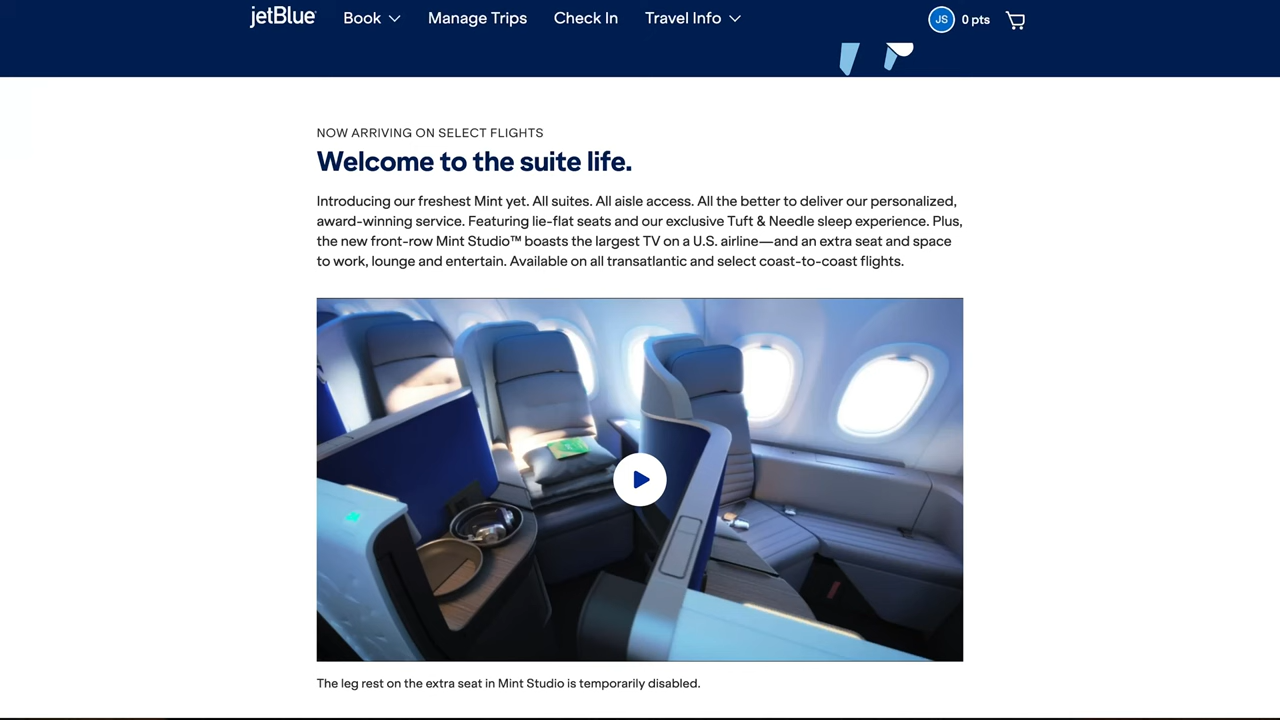 jetBlue
Book
Manage Trips
Check In
Travel Info
JS
0 pts
NOW ARRIVING ON SELECT FLIGHTS
Welcome to the suite life.
Introducing our freshest Mint yet. All suites. All aisle access. All the better to deliver our personalized,
award-winning service. Featuring lie-flat seats and our exclusive Tuft & Needle sleep experience. Plus,
the new front-row Mint Studio™ boasts the largest TV on a U.S. airline—and an extra seat and space
to work, lounge and entertain. Available on all transatlantic and select coast-to-coast flights.
The leg rest on the extra seat in Mint Studio is temporarily disabled.